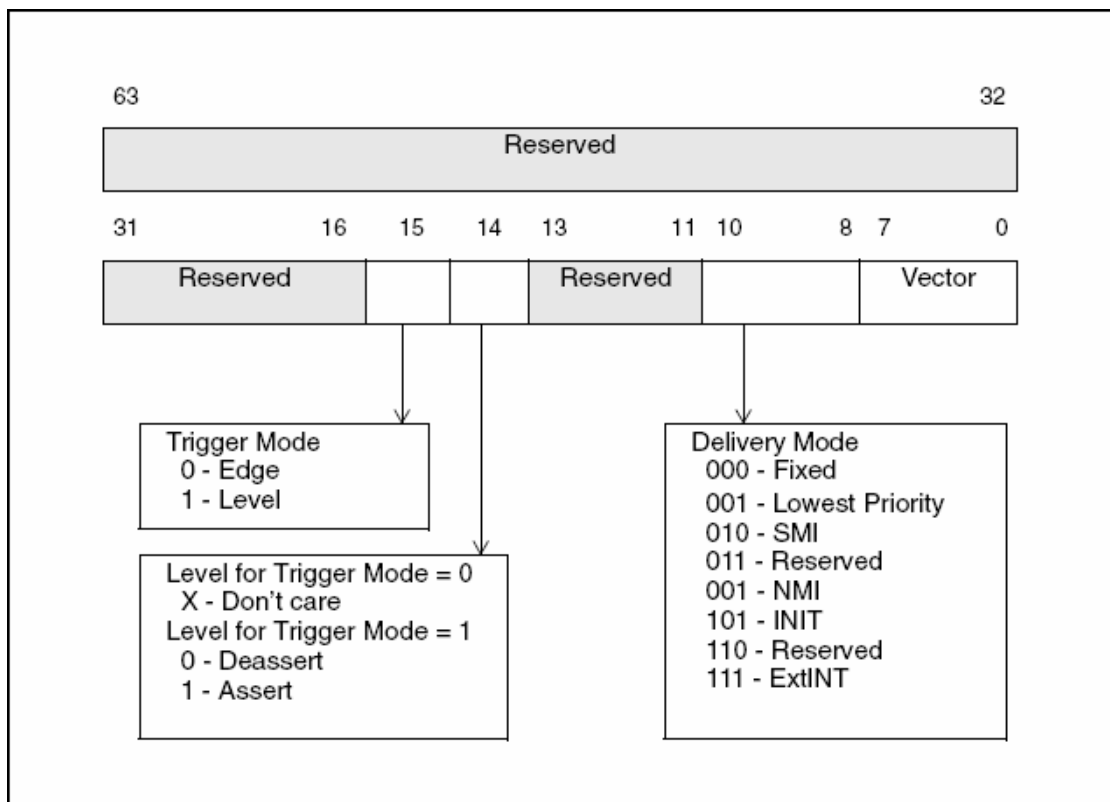 63 32
Reserved
31 16 15 14 13 11 10 8 7 0
Reserved Reserved Vector
Trigger Mode
0 - Edge
1 - Level
Level for Trigger Mode = 0
X - Don't care
Level for Trigger Mode = 1
0 - Deassert
1 - Assert
Delivery Mode
000 - Fixed
001 - Lowest Priority
010 - SMI
011 - Reserved
001 - NMI
101 - INIT
110 - Reserved
111 - ExtINT